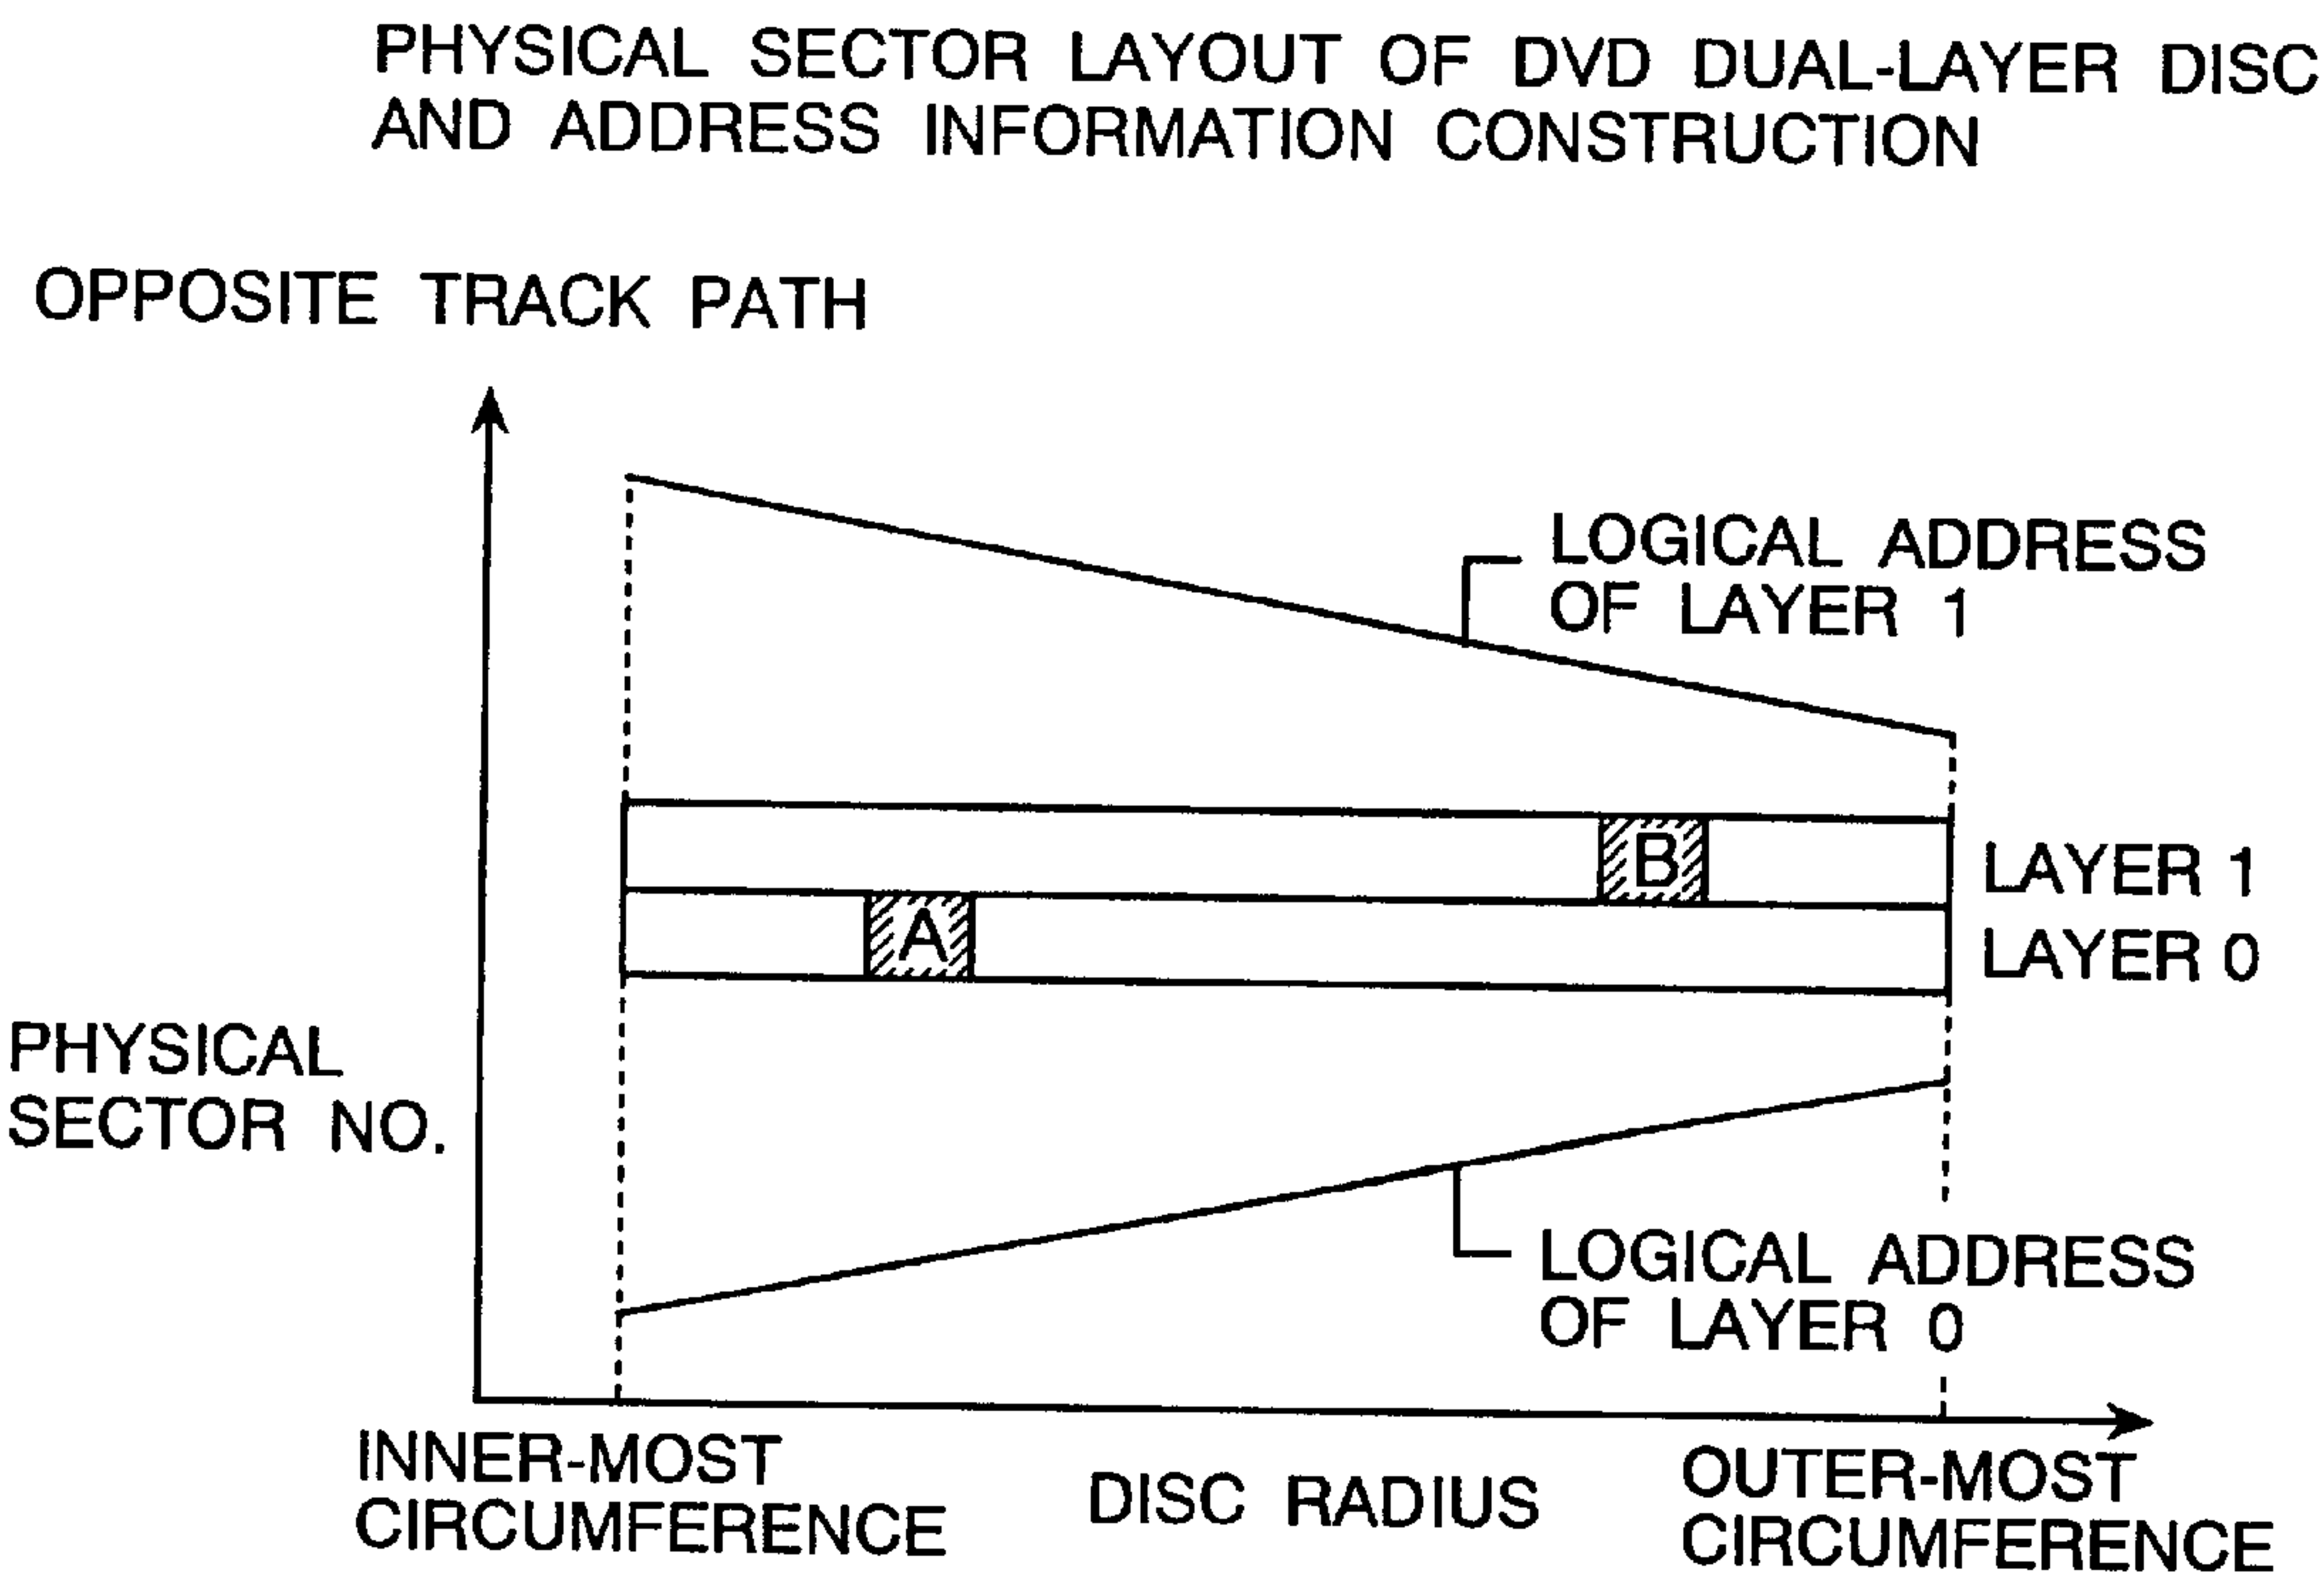 PHYSICAL SECTOR LAYOUT OF DVD DUAL-LAYER DISC
AND ADDRESS INFORMATION CONSTRUCTION
OPPOSITE TRACK PATH
LOGICAL ADDRESS
OF LAYER 1
B
LAYER 1
A
LAYER 0
PHYSICAL
SECTOR NO.
LOGICAL ADDRESS
OF LAYER 0
INNER-MOST
CIRCUMFERENCE
DISC RADIUS
OUTER-MOST
CIRCUMFERENCE